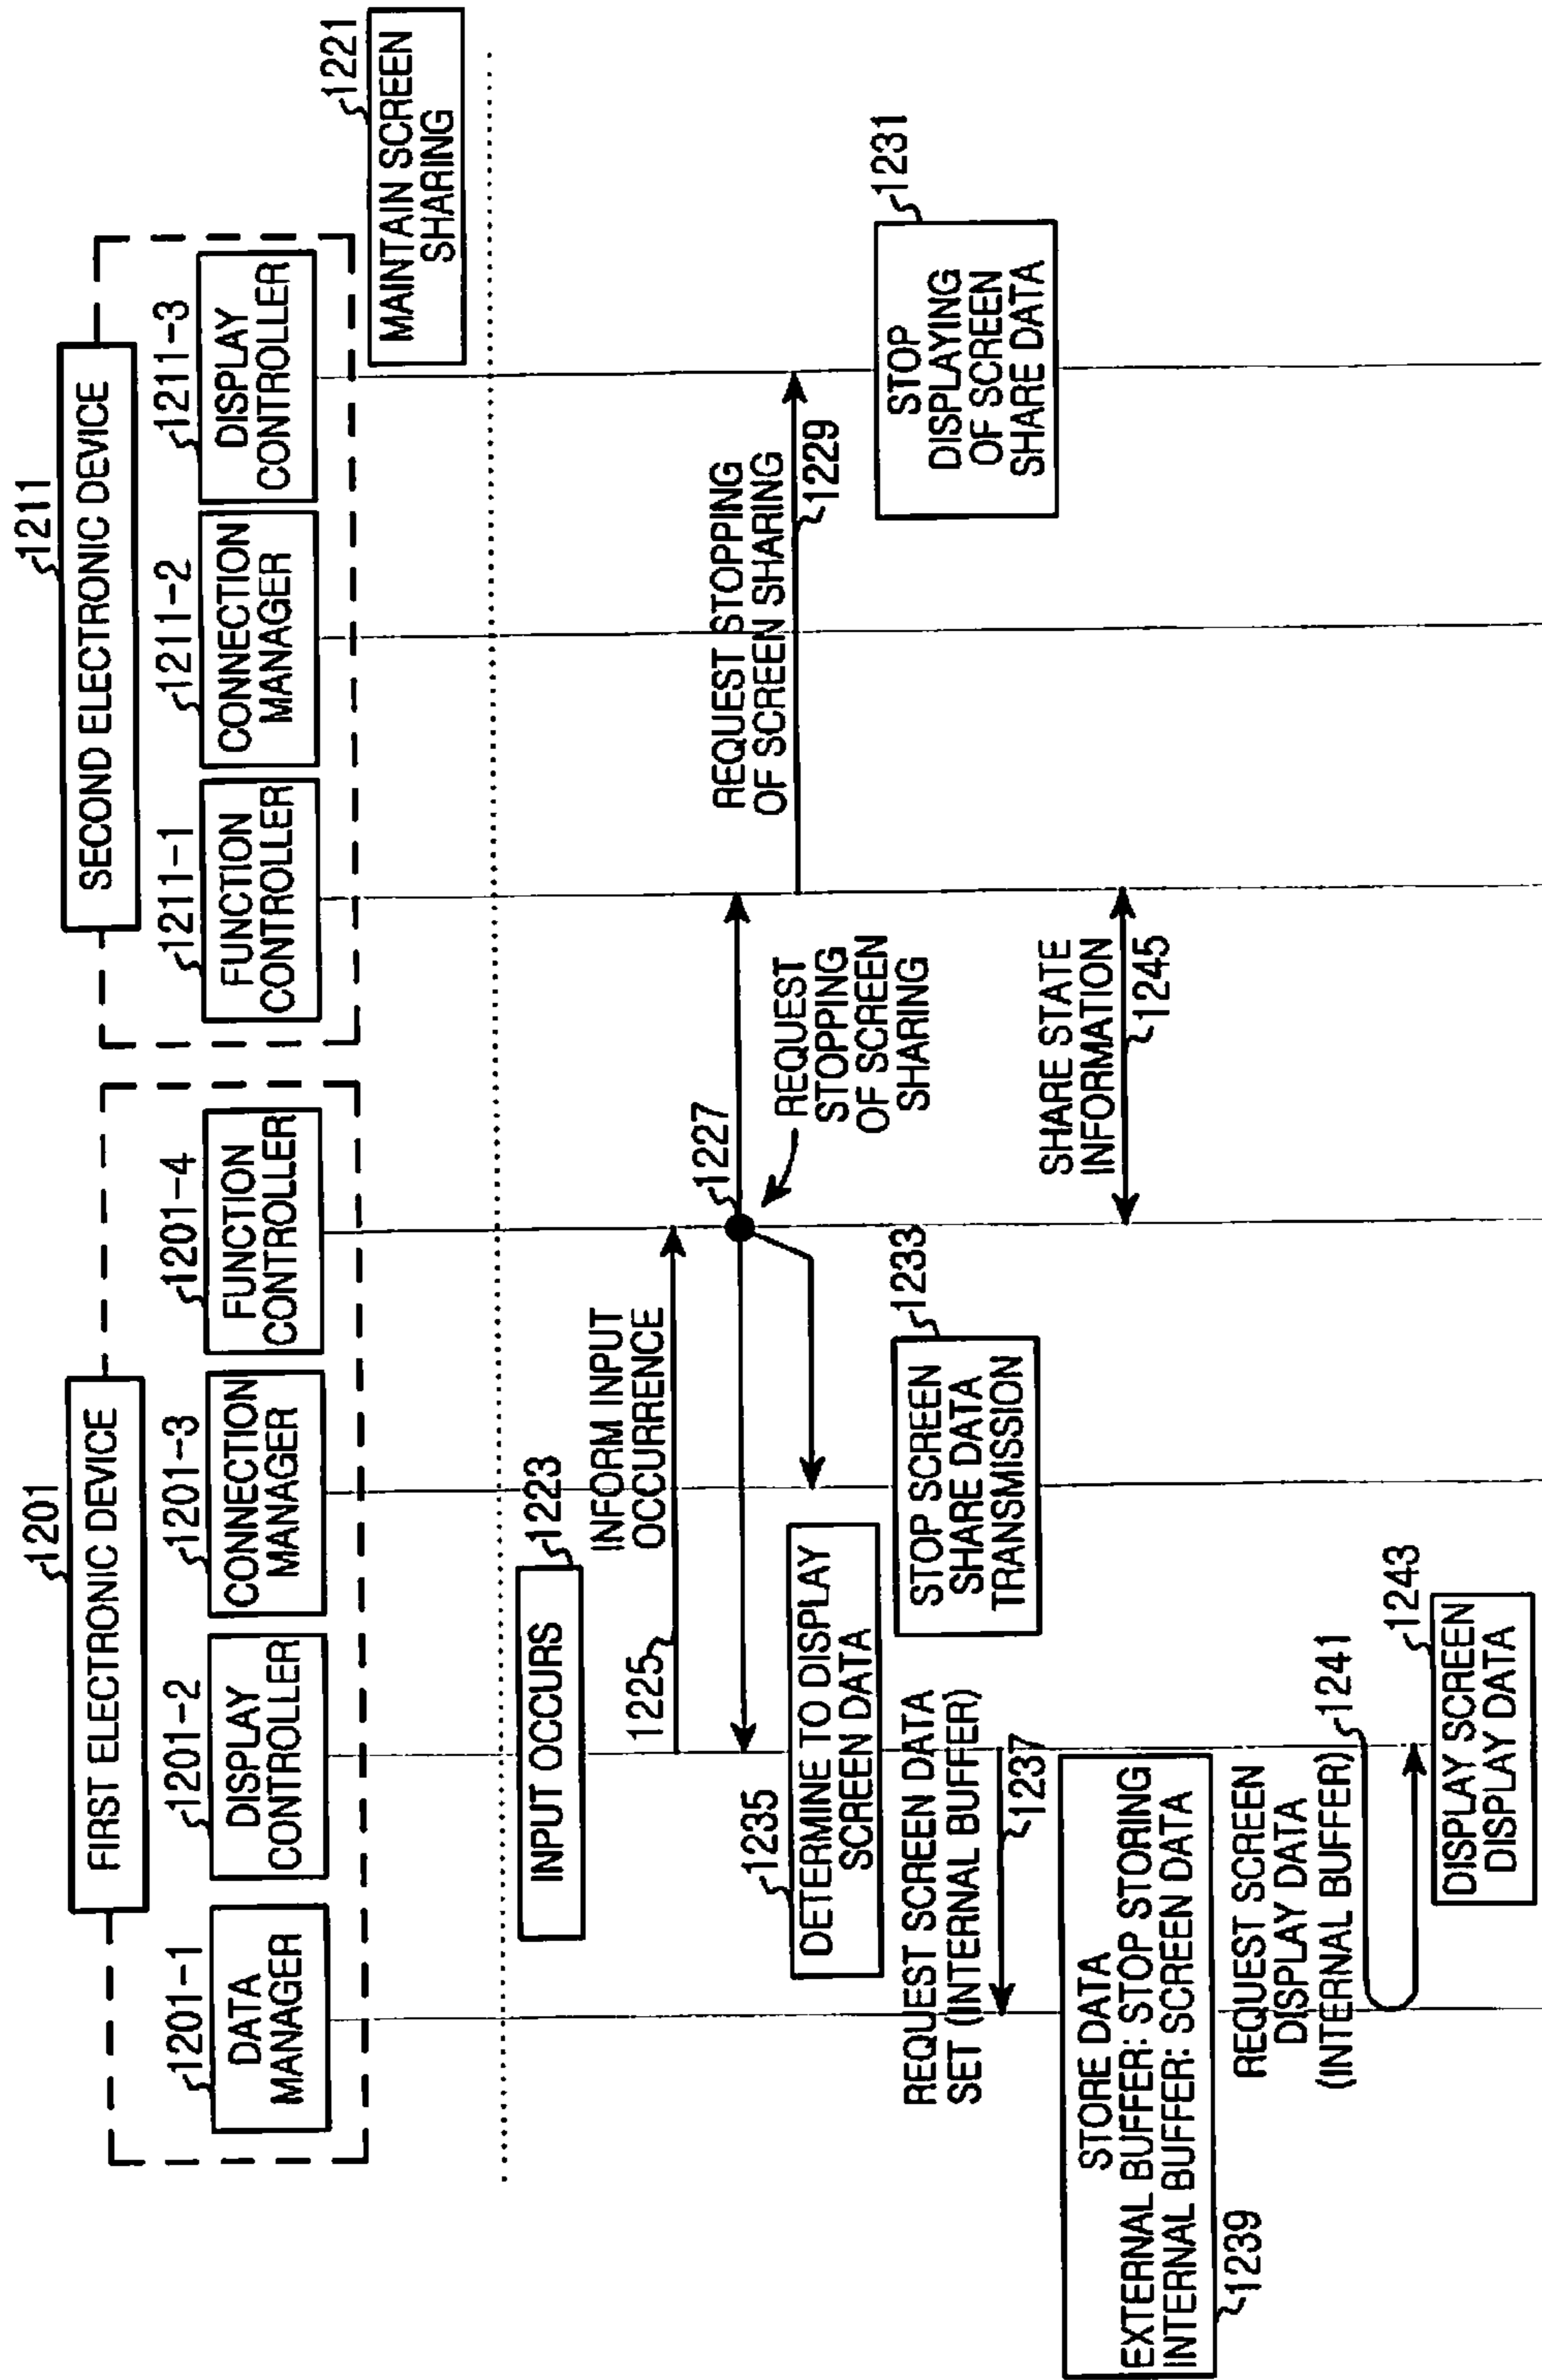 1201
FIRST ELECTRONIC DEVICE
1201-1
DATA
MANAGER
1201-2
DISPLAY
CONTROLLER
1201-3
CONNECTION
MANAGER
1201-4
FUNCTION
CONTROLLER
1211
SECOND ELECTRONIC DEVICE
1211-1
FUNCTION
CONTROLLER
1211-2
CONNECTION
MANAGER
1211-3
DISPLAY
CONTROLLER
1221
MAINTAIN SCREEN
SHARING
1223
INPUT OCCURS
INFORM INPUT
OCCURRENCE
1225
1227
REQUEST
STOPPING
OF SCREEN
SHARING
REQUEST STOPPING
OF SCREEN SHARING
1229
1231
STOP
DISPLAYING
OF SCREEN
SHARE DATA
1233
STOP SCREEN
SHARE DATA
TRANSMISSION
1235
DETERMINE TO DISPLAY
SCREEN DATA
REQUEST SCREEN DATA
SET (INTERNAL BUFFER)
1237
STORE DATA
EXTERNAL BUFFER: STOP STORING
INTERNAL BUFFER: SCREEN DATA
1239
REQUEST SCREEN
DISPLAY DATA
(INTERNAL BUFFER)
1241
1243
DISPLAY SCREEN
DISPLAY DATA
SHARE STATE
INFORMATION
1245